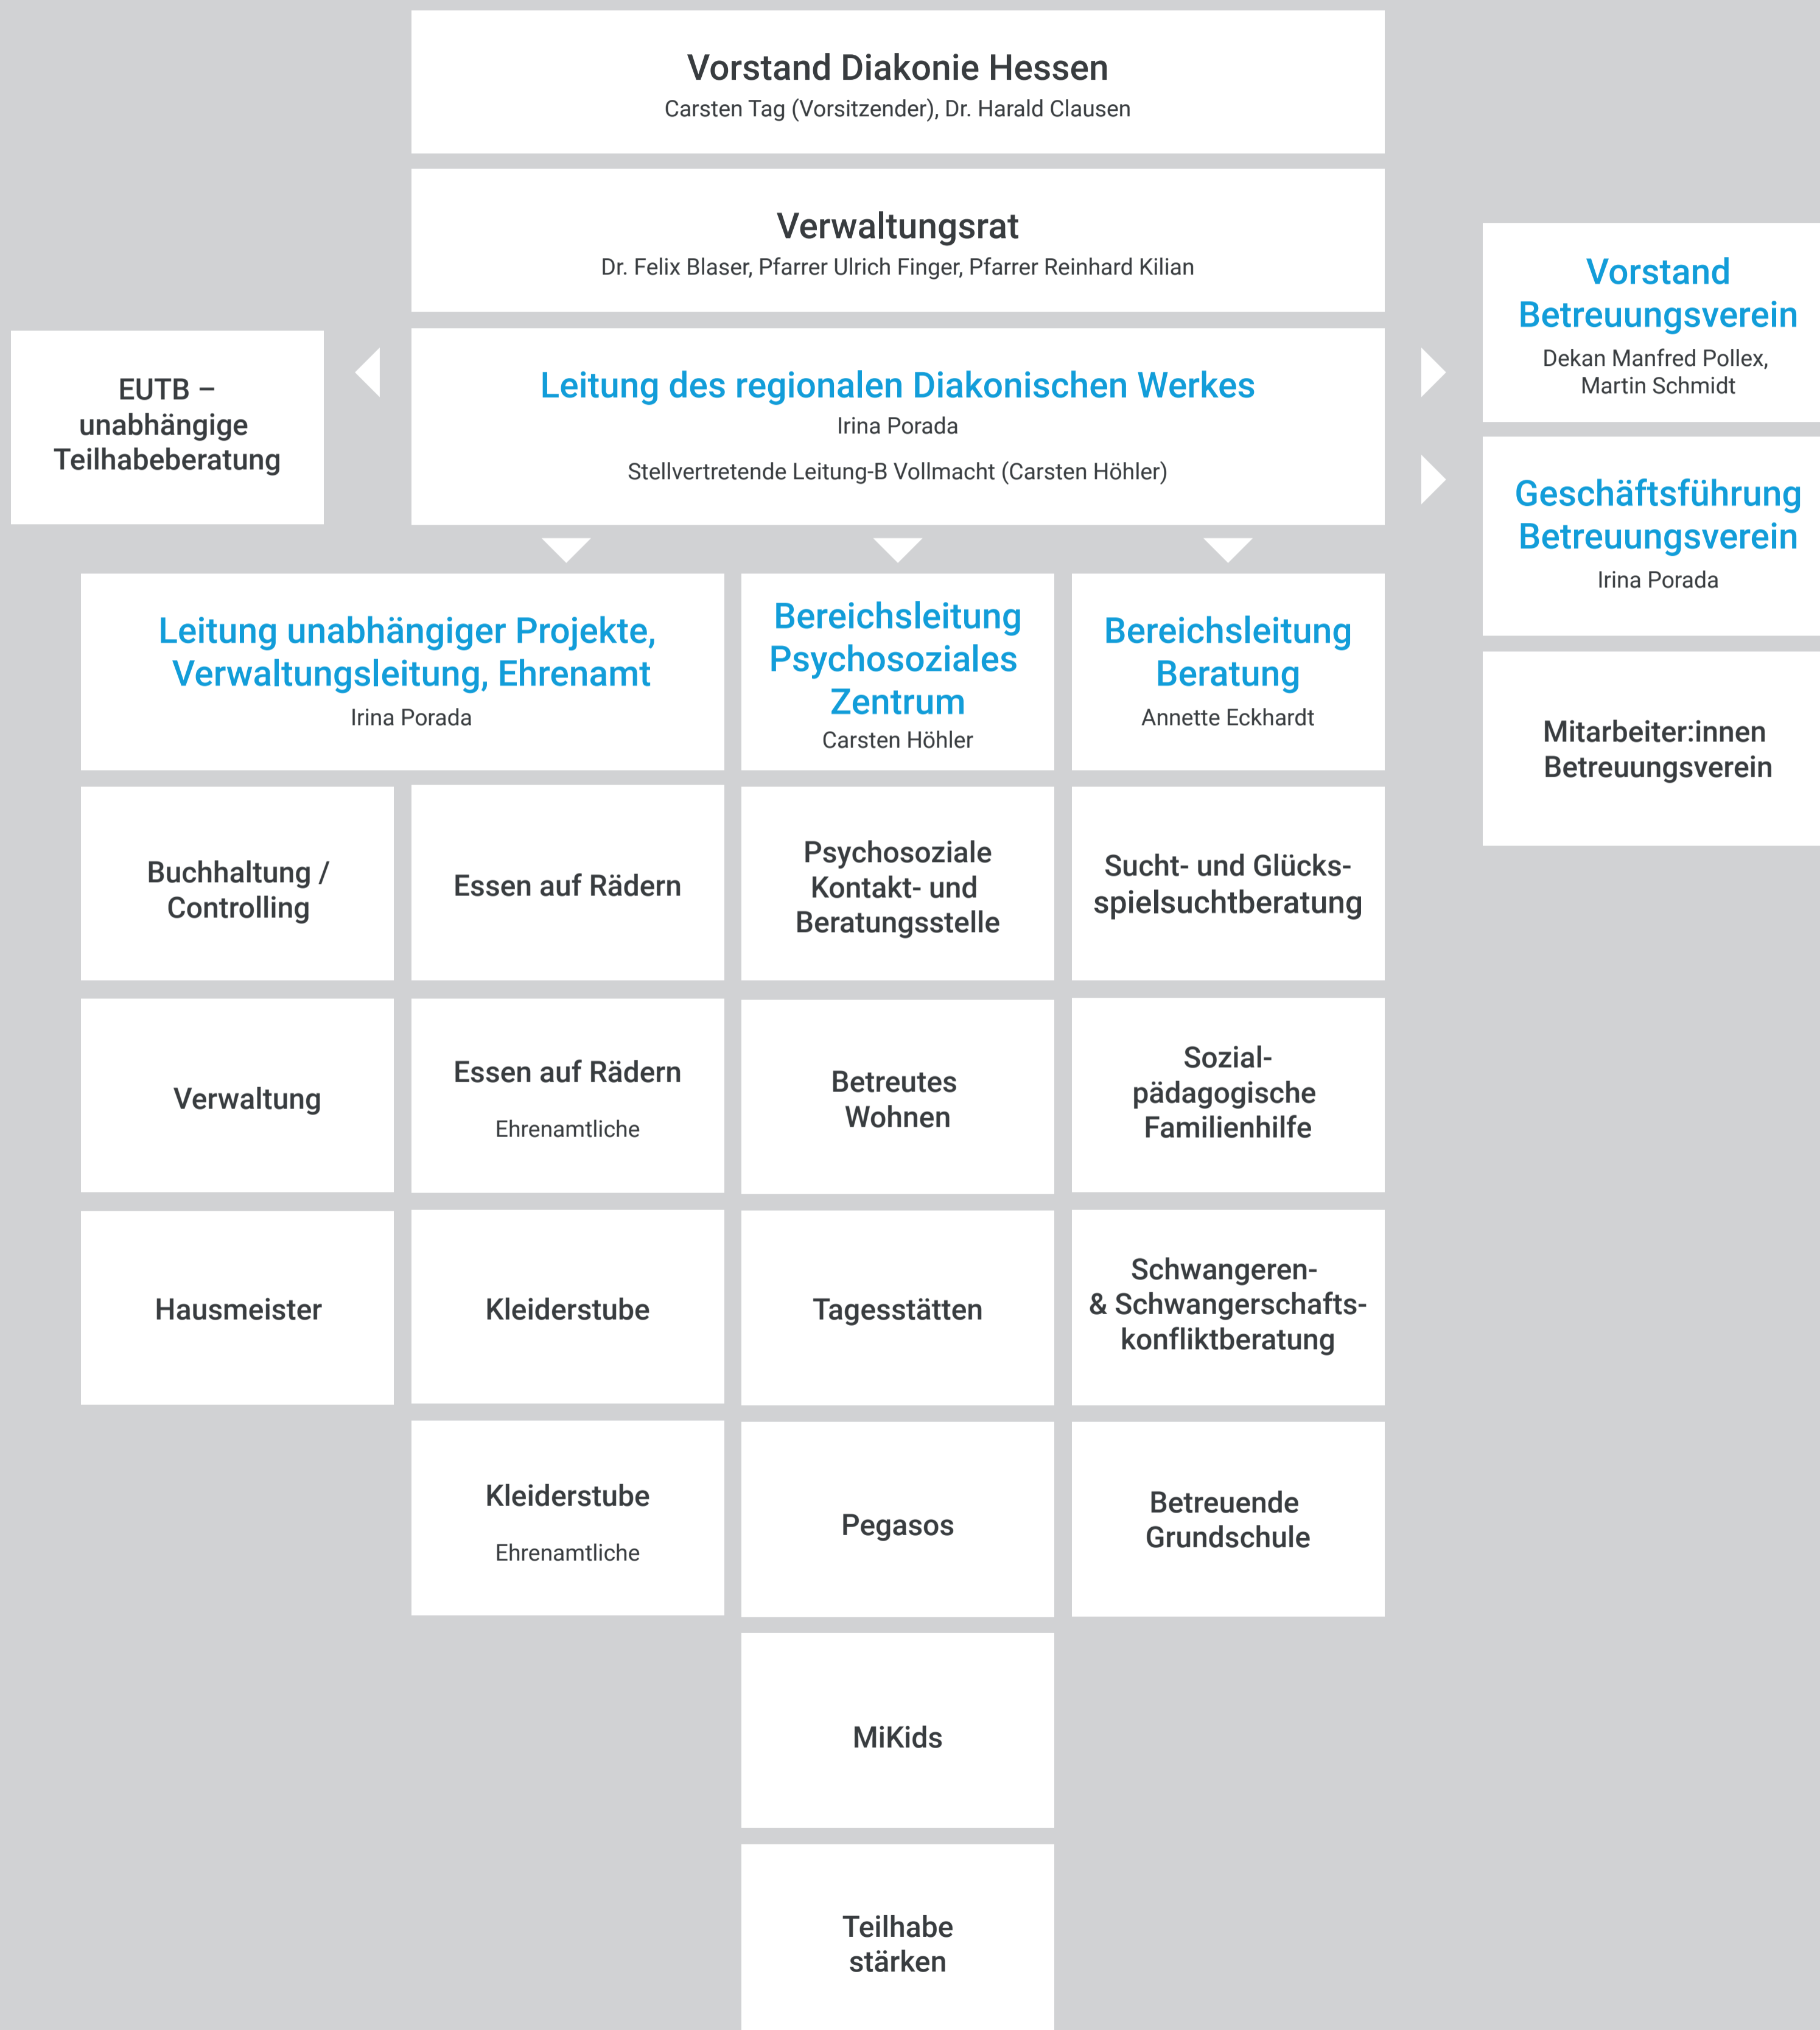 Vorstand Diakonie Hessen
Carsten Tag (Vorsitzender), Dr. Harald Clausen
Verwaltungsrat
Dr. Felix Blaser, Pfarrer Ulrich Finger, Pfarrer Reinhard Kilian
Leitung des regionalen Diakonischen Werkes
Irina Porada
Stellvertretende Leitung-B Vollmacht (Carsten Höhler)
EUTB –
unabhängige
Teilhabeberatung
Vorstand
Betreuungsverein
Dekan Manfred Pollex,
Martin Schmidt
Geschäftsführung
Betreuungsverein
Irina Porada
Mitarbeiter:innen
Betreuungsverein
Leitung unabhängiger Projekte,
Verwaltungsleitung, Ehrenamt
Irina Porada
Bereichsleitung
Psychosoziales
Zentrum
Carsten Höhler
Bereichsleitung
Beratung
Annette Eckhardt
Buchhaltung /
Controlling
Essen auf Rädern
Psychosoziale
Kontakt- und
Beratungsstelle
Sucht- und Glücks-
spielsuchtberatung
Verwaltung
Essen auf Rädern
Ehrenamtliche
Betreutes
Wohnen
Sozial-
pädagogische
Familienhilfe
Hausmeister
Kleiderstube
Tagesstätten
Schwangeren-
& Schwangerschafts-
konfliktberatung
Kleiderstube
Ehrenamtliche
Pegasos
Betreuende
Grundschule
MiKids
Teilhabe
stärken